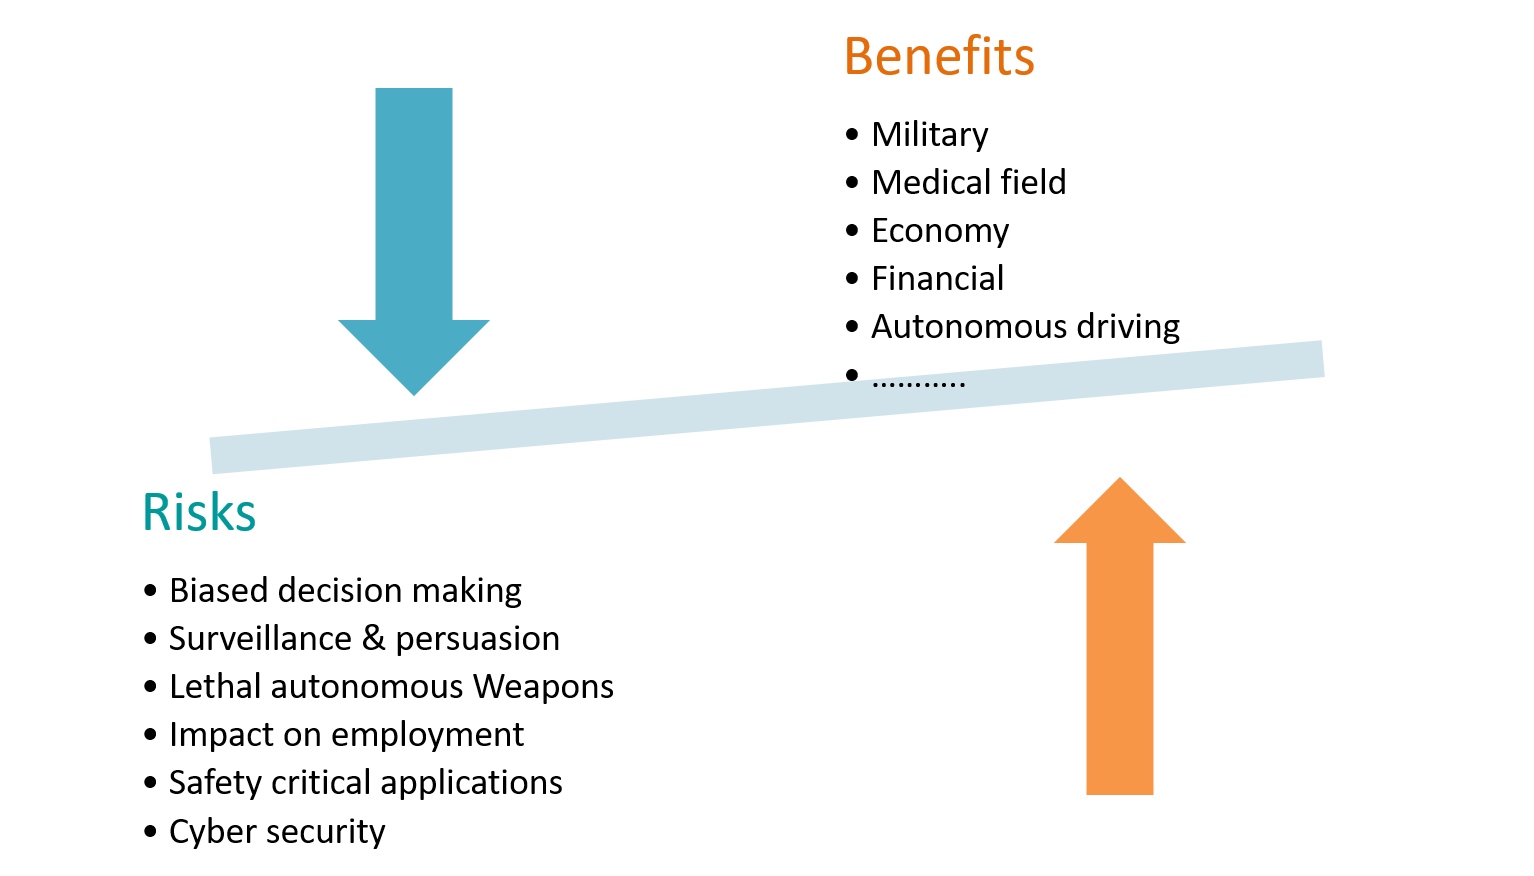 Benefits
• Military
• Medical field
• Economy
• Financial
• Autonomous driving
• ………..
Risks
• Biased decision making
• Surveillance & persuasion
• Lethal autonomous Weapons
• Impact on employment
• Safety critical applications
• Cyber security